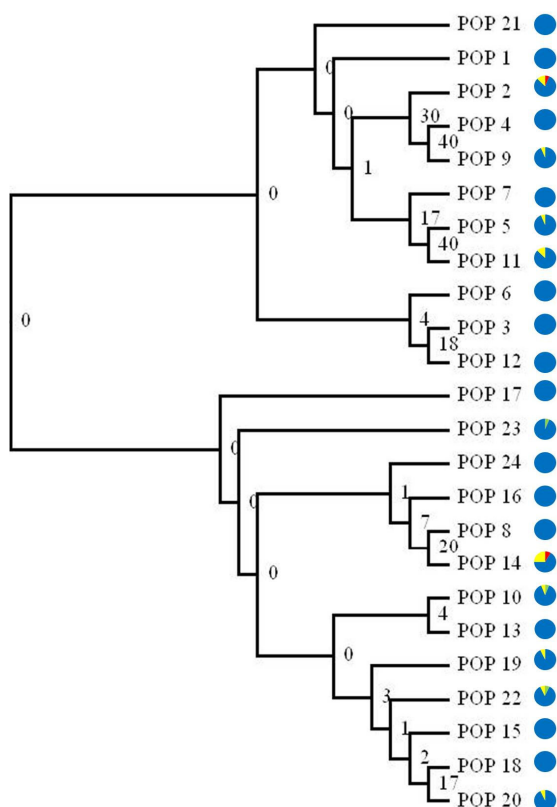 POP 21
0
POP 1
0
POP 2
30
POP 4
40
POP 9
1
0
POP 7
17
POP 5
40
POP 11
POP 6
4
0
POP 3
18
POP 12
POP 17
0
POP 23
POP 24
1
0
POP 16
7
POP 8
20
POP 14
0
POP 10
4
POP 13
0
POP 19
3
POP 22
1
POP 15
2
POP 18
17
POP 20